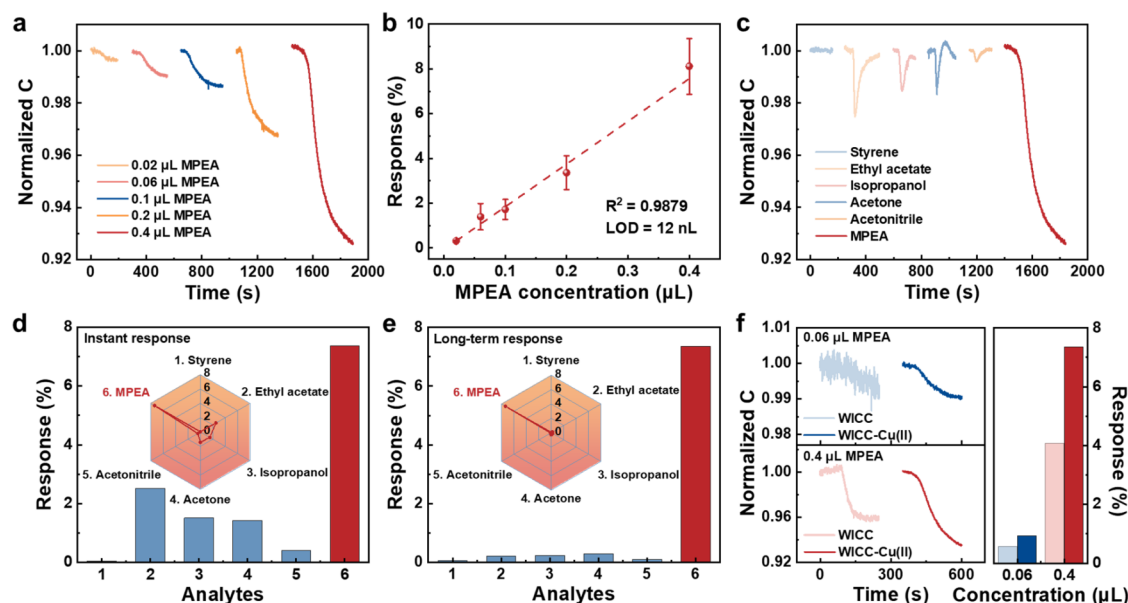 a
Normalized C
1.00
0.98
0.96
0.94
0.92
0.02 µL MPEA
0.06 µL MPEA
0.1 µL MPEA
0.2 µL MPEA
0.4 µL MPEA
0 400 800 1200 1600 2000
Time (s)
b
Response (%)
10
8
6
4
2
0
R² = 0.9879
LOD = 12 nL
0.0 0.1 0.2 0.3 0.4
MPEA concentration (µL)
c
Normalized C
1.00
0.98
0.96
0.94
0.92
Styrene
Ethyl acetate
Isopropanol
Acetone
Acetonitrile
MPEA
0 400 800 1200 1600 2000
Time (s)
d
Response (%)
8
6
4
2
0
Instant response
1. Styrene
2. Ethyl acetate
3. Isopropanol
4. Acetone
5. Acetonitrile
6. MPEA
8
6
4
2
0
1 2 3 4 5 6
Analytes
e
Response (%)
8
6
4
2
0
Long-term response
1. Styrene
2. Ethyl acetate
3. Isopropanol
4. Acetone
5. Acetonitrile
6. MPEA
8
6
4
2
0
1 2 3 4 5 6
Analytes
f
Normalized C
1.01
1.00
0.99
0.98
0.06 µL MPEA
WICC
WICC-Cu(II)
1.00
0.96
0.92
0.4 µL MPEA
WICC
WICC-Cu(II)
0 300 600
Time (s)
8
6
4
2
0
Response (%)
0.06 0.4
Concentration (µL)